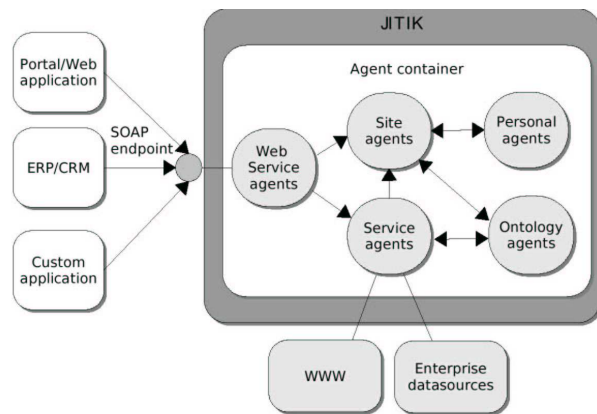 JITIK
Portal/Web
application
Agent container
SOAP
endpoint
ERP/CRM
Web
Service
agents
Site
agents
Personal
agents
Custom
application
Service
agents
Ontology
agents
WWW
Enterprise
datasources